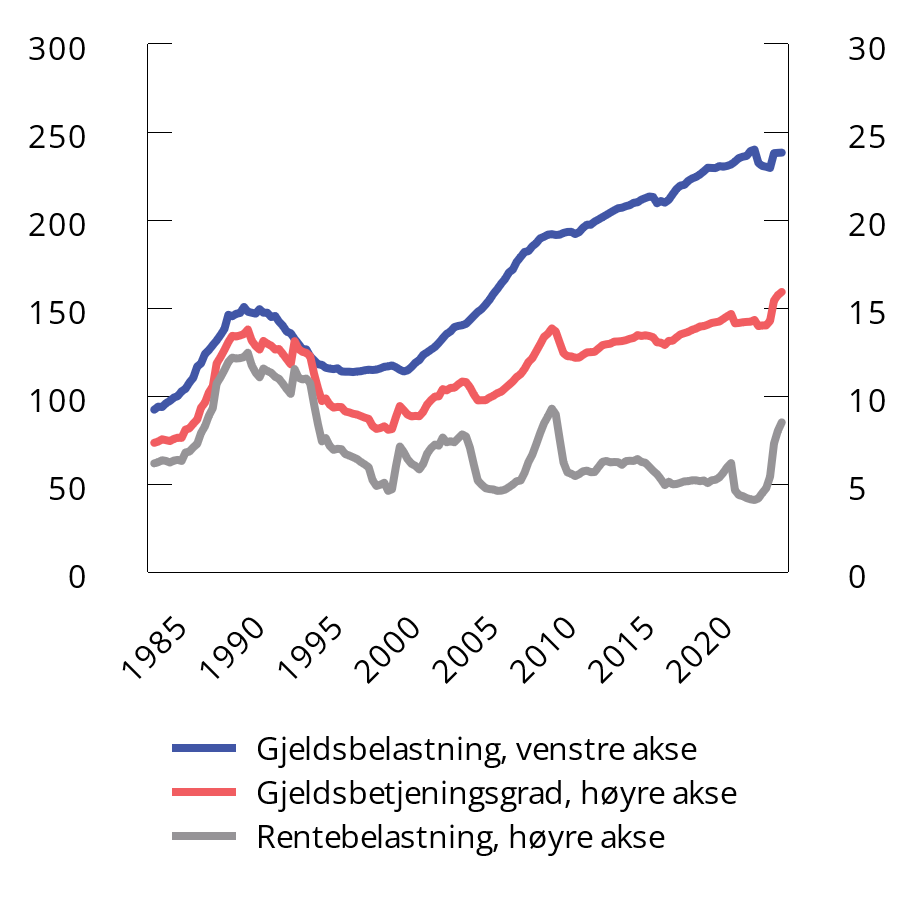 300 30
250 25
200 20
150 15
100 10
50 5
0 0
1985 1990 1995 2000 2005 2010 2015 2020
Gjeldsbelastning, venstre akse
Gjeldsbetjeningsgrad, høyre akse
Rentebelastning, høyre akse